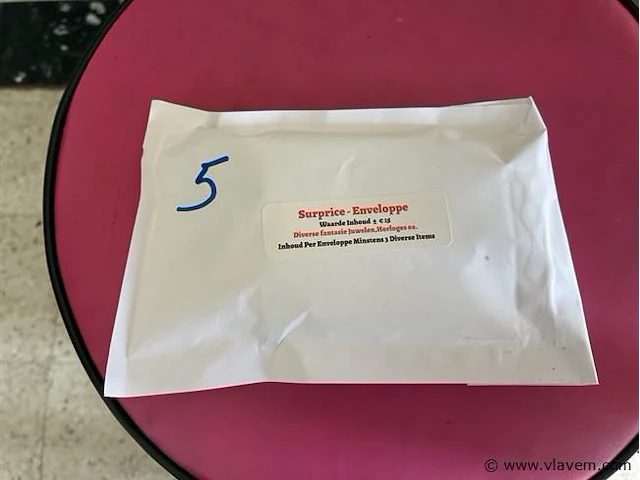 5
Surprice - Enveloppe
Waarde Inhoud ± € 15
Diverse fantasie Juwelen,Horloges ea.
Inhoud Per Enveloppe Minstens 3 Diverse Items
© www.vlavem.com